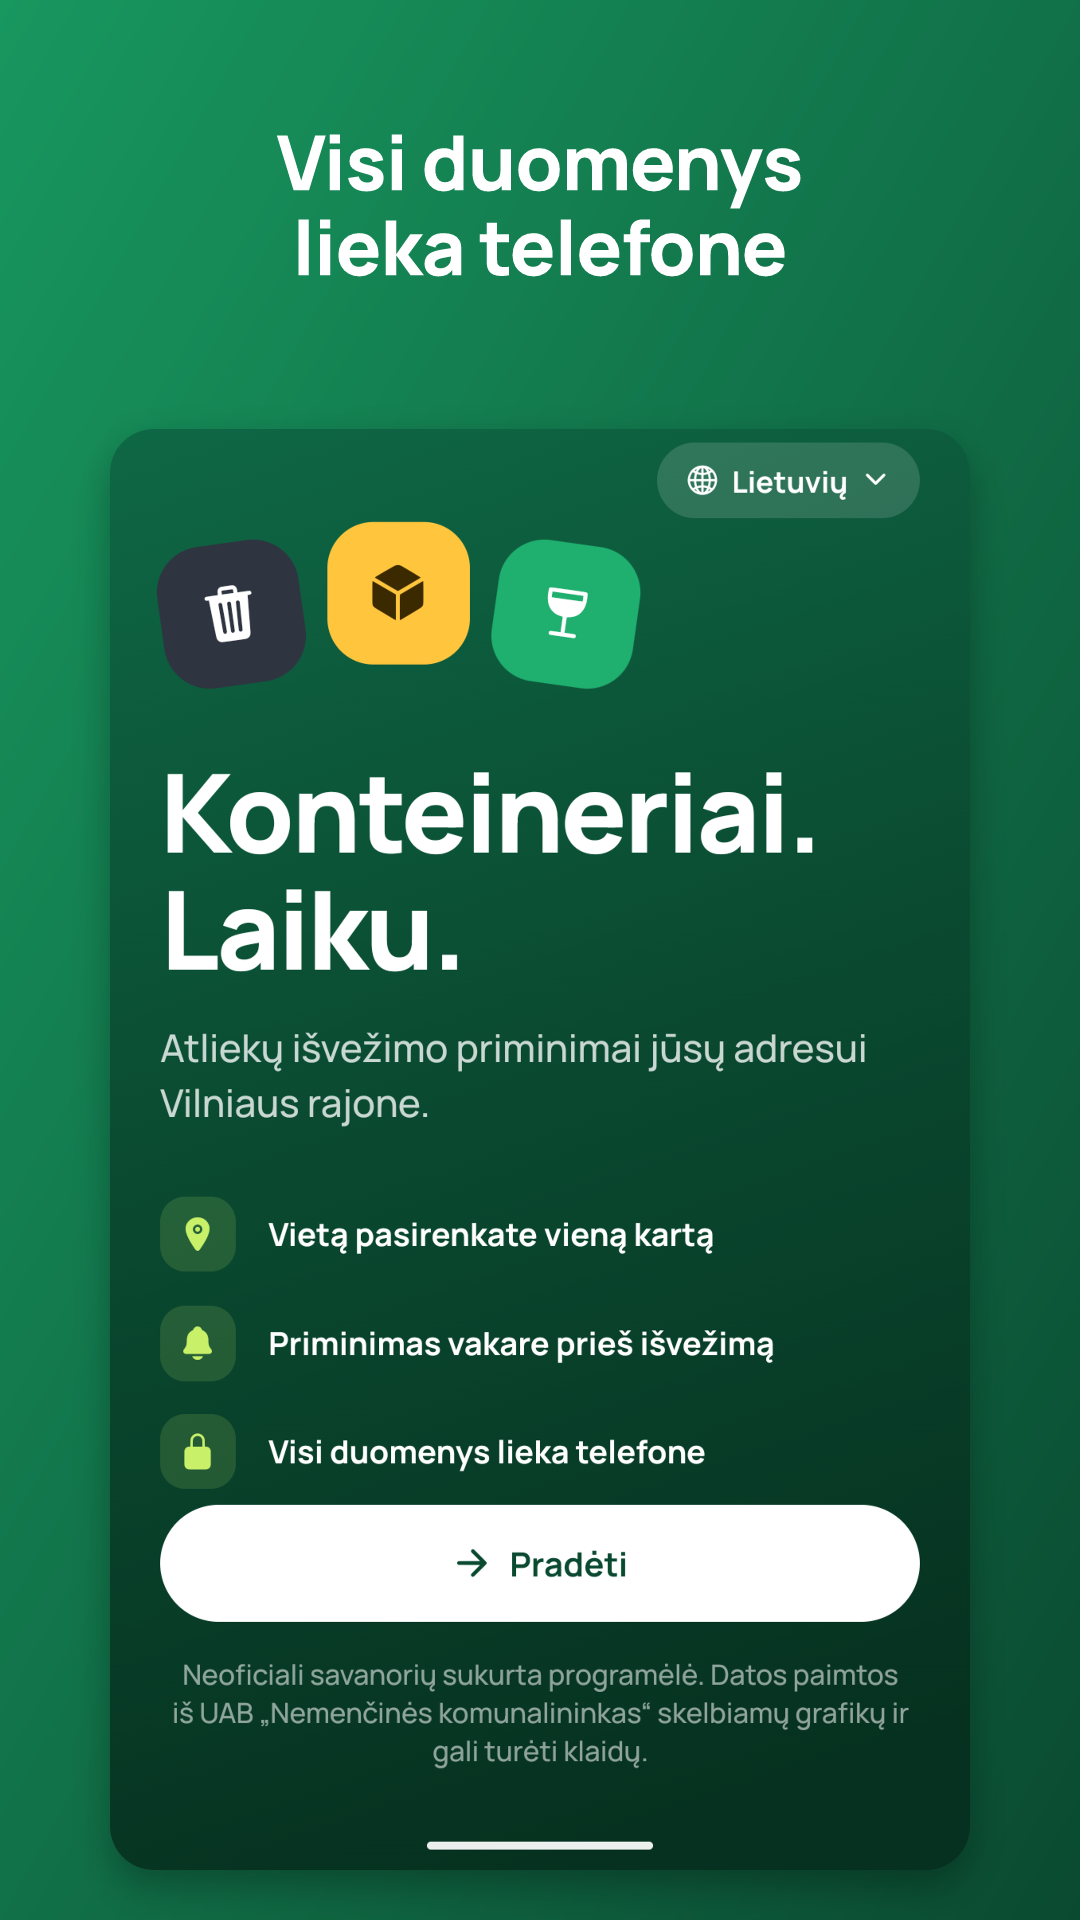 Visi duomenys
lieka telefone
Lietuvių
Konteineriai.
Laiku.
Atliekų išvežimo priminimai jūsų adresui
Vilniaus rajone.
Vietą pasirenkate vieną kartą
Priminimas vakare prieš išvežimą
Visi duomenys lieka telefone
Pradėti
Neoficiali savanorių sukurta programėlė. Datos paimtos
iš UAB „Nemenčinės komunalininkas“ skelbiamų grafikų ir
gali turėti klaidų.